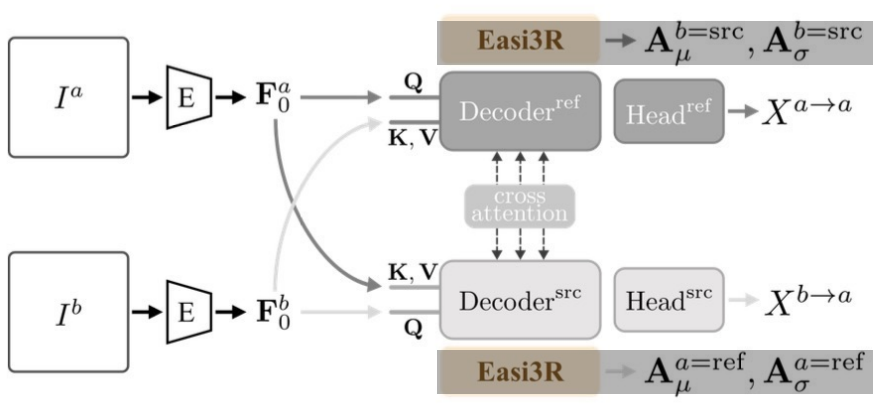 Easi3R → A_μ^{b=src}, A_σ^{b=src}
I^a E F_0^a Q Decoder^ref Head^ref X^{a→a}
K, V
cross
attention
K, V
I^b E F_0^b Decoder^src Head^src X^{b→a}
Q
Easi3R → A_μ^{a=ref}, A_σ^{a=ref}